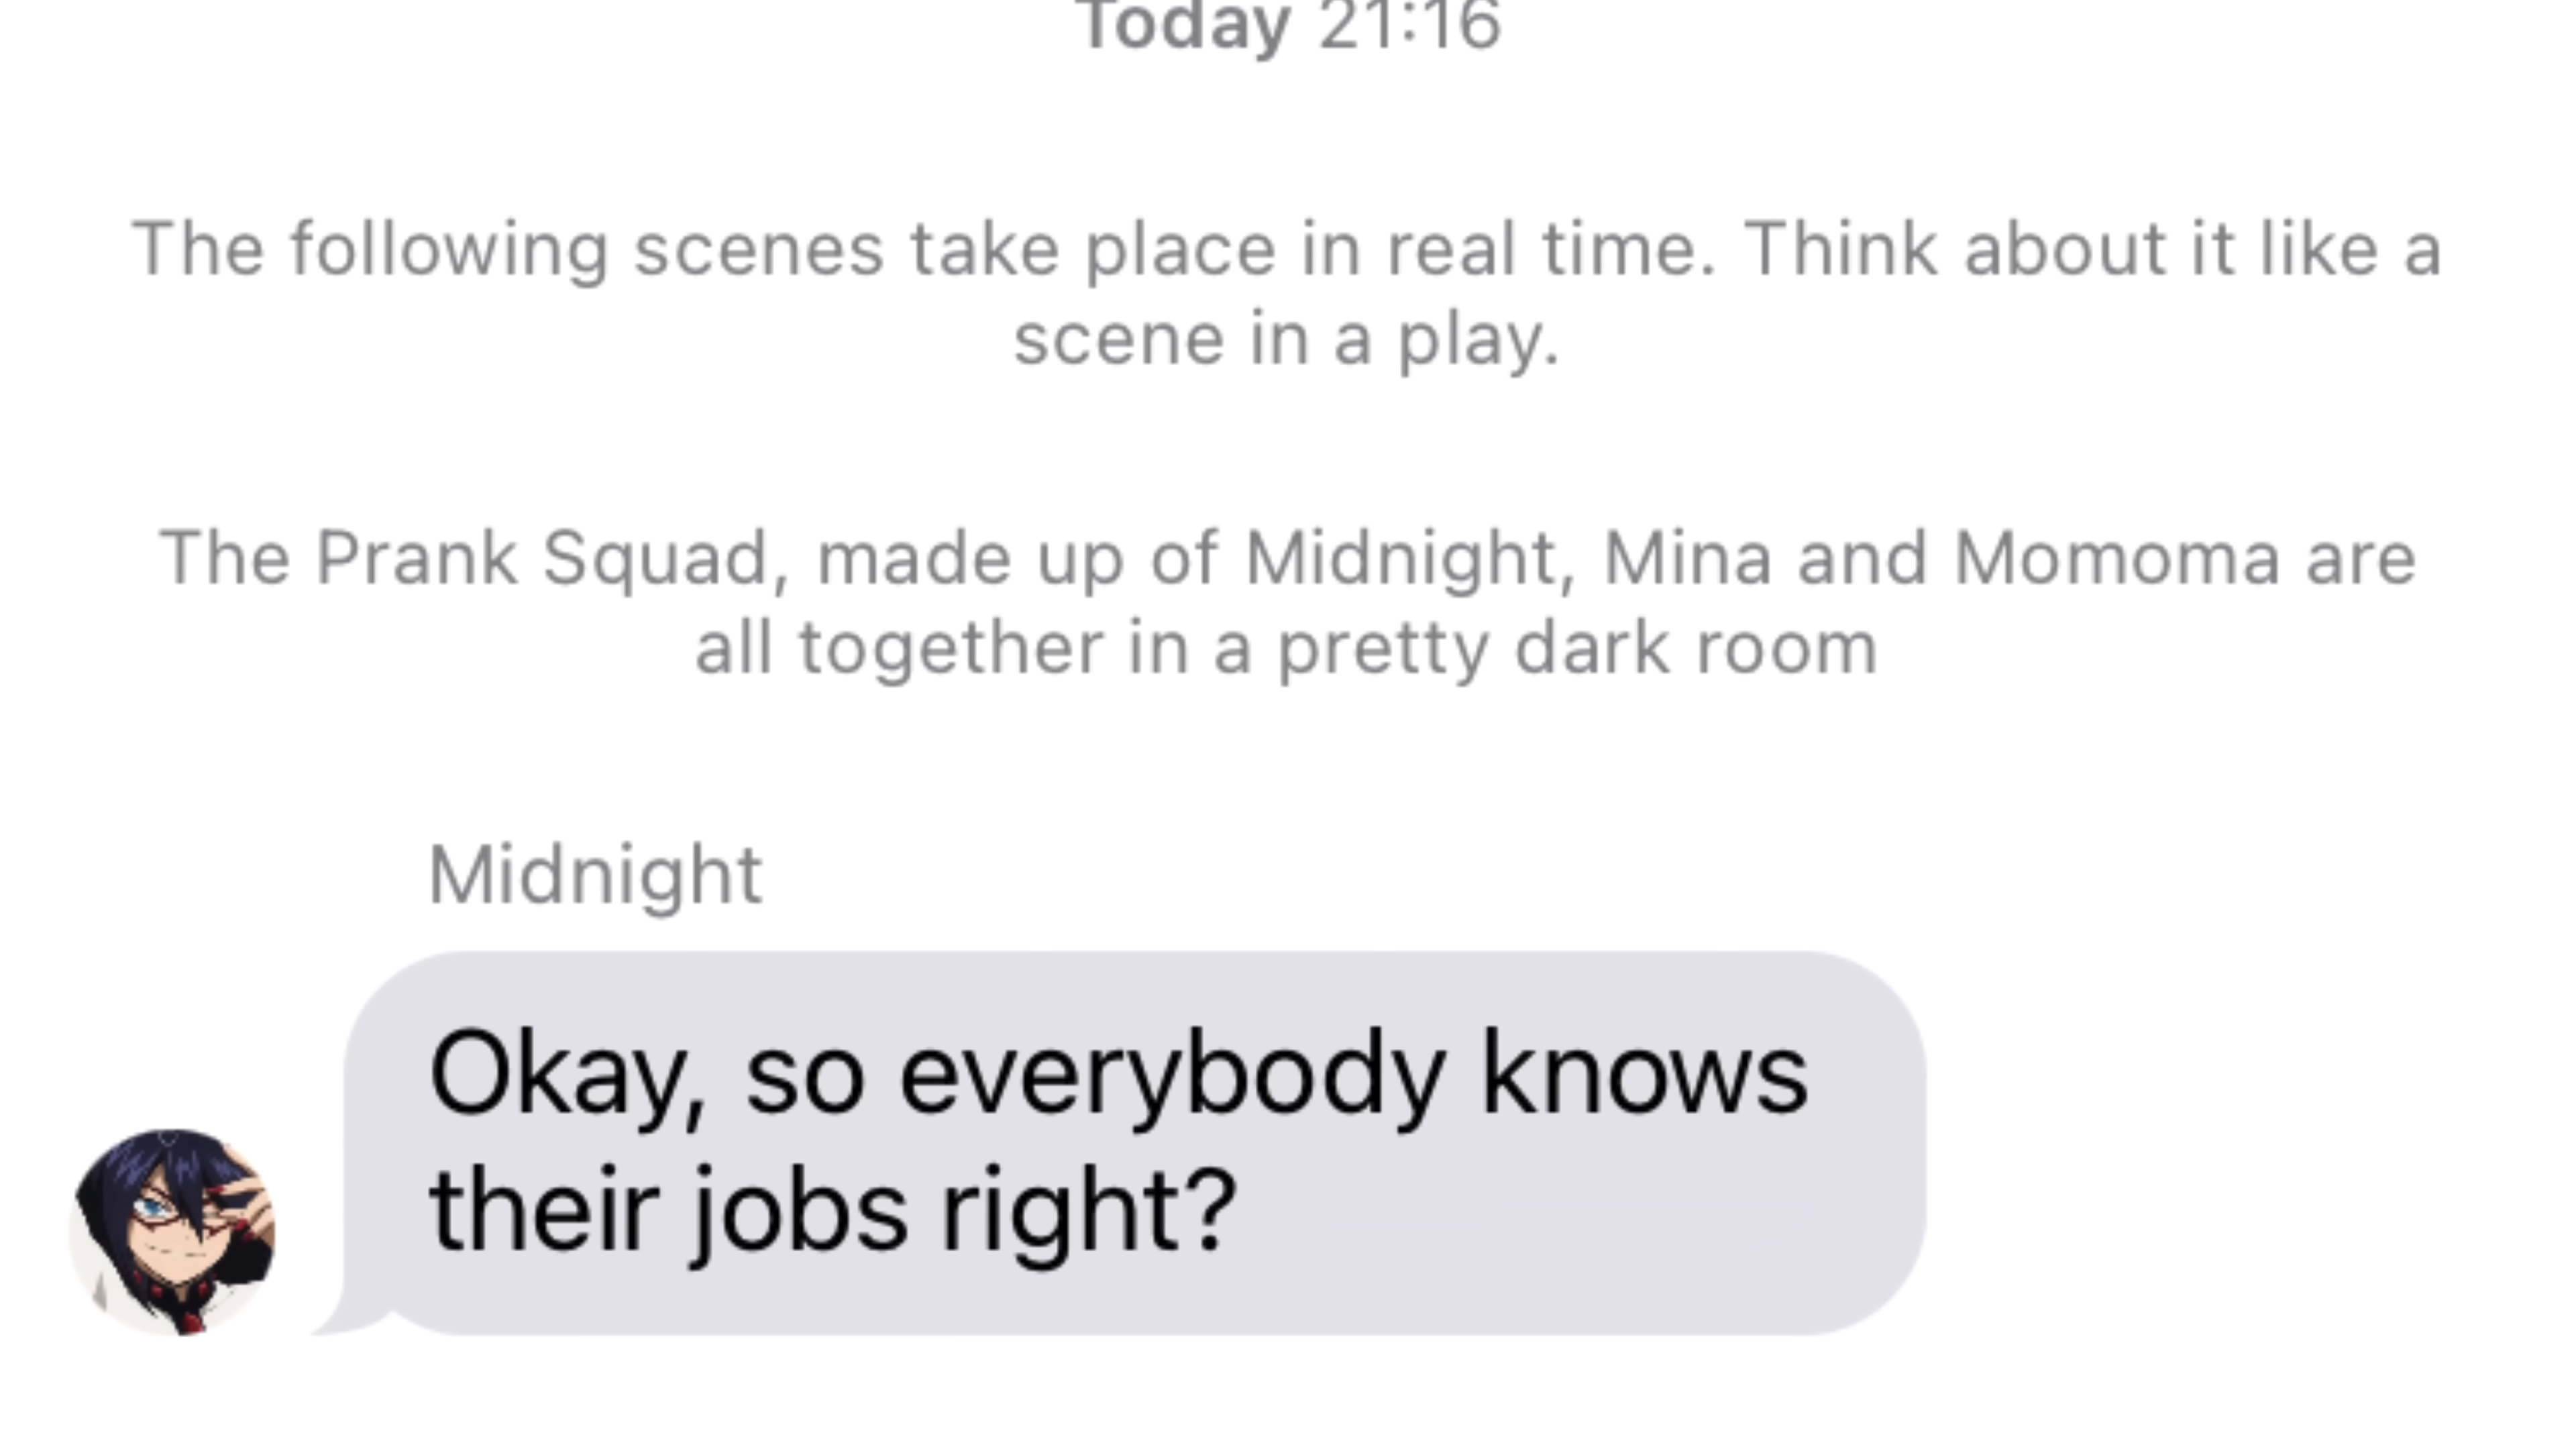 Today 21:16
The following scenes take place in real time. Think about it like a
scene in a play.
The Prank Squad, made up of Midnight, Mina and Momoma are
all together in a pretty dark room
Midnight
Okay, so everybody knows
their jobs right?